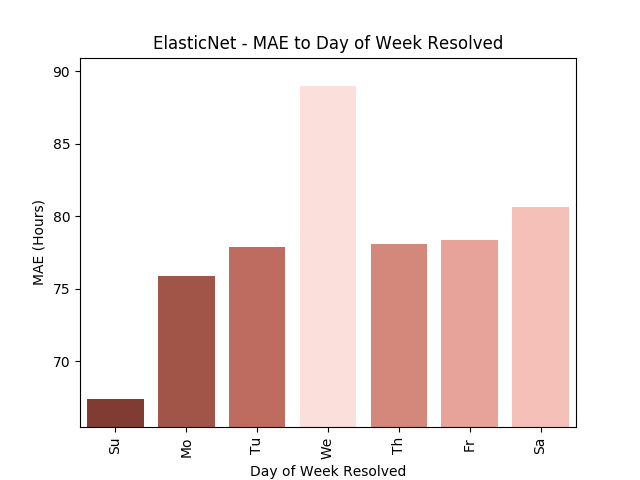 ElasticNet - MAE to Day of Week Resolved
90
85
80
75
70
MAE (Hours)
Su
Mo
Tu
We
Th
Fr
Sa
Day of Week Resolved